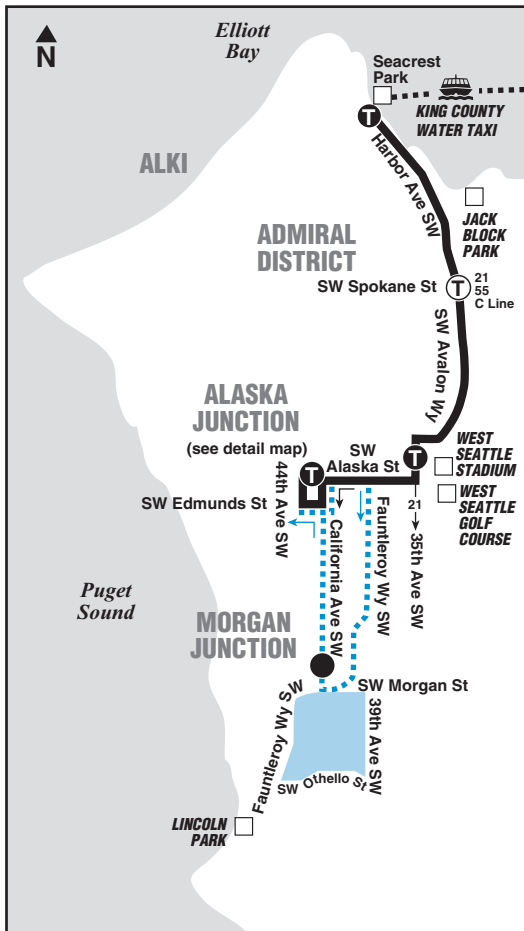 Elliott
Bay
N
Seacrest
Park
KING COUNTY
WATER TAXI
T
Harbor Ave SW
ALKI
JACK
BLOCK
PARK
ADMIRAL
DISTRICT
SW Spokane St
T
21
55
C Line
SW Avalon Wy
ALASKA
JUNCTION
(see detail map)
SW
Alaska St
T
T
WEST
SEATTLE
STADIUM
WEST
SEATTLE
GOLF
COURSE
44th Ave SW
SW Edmunds St
21
35th Ave SW
California Ave SW
Fauntleroy Wy SW
Puget
Sound
MORGAN
JUNCTION
SW Morgan St
Fauntleroy Wy SW
39th Ave SW
SW Othello St
LINCOLN
PARK